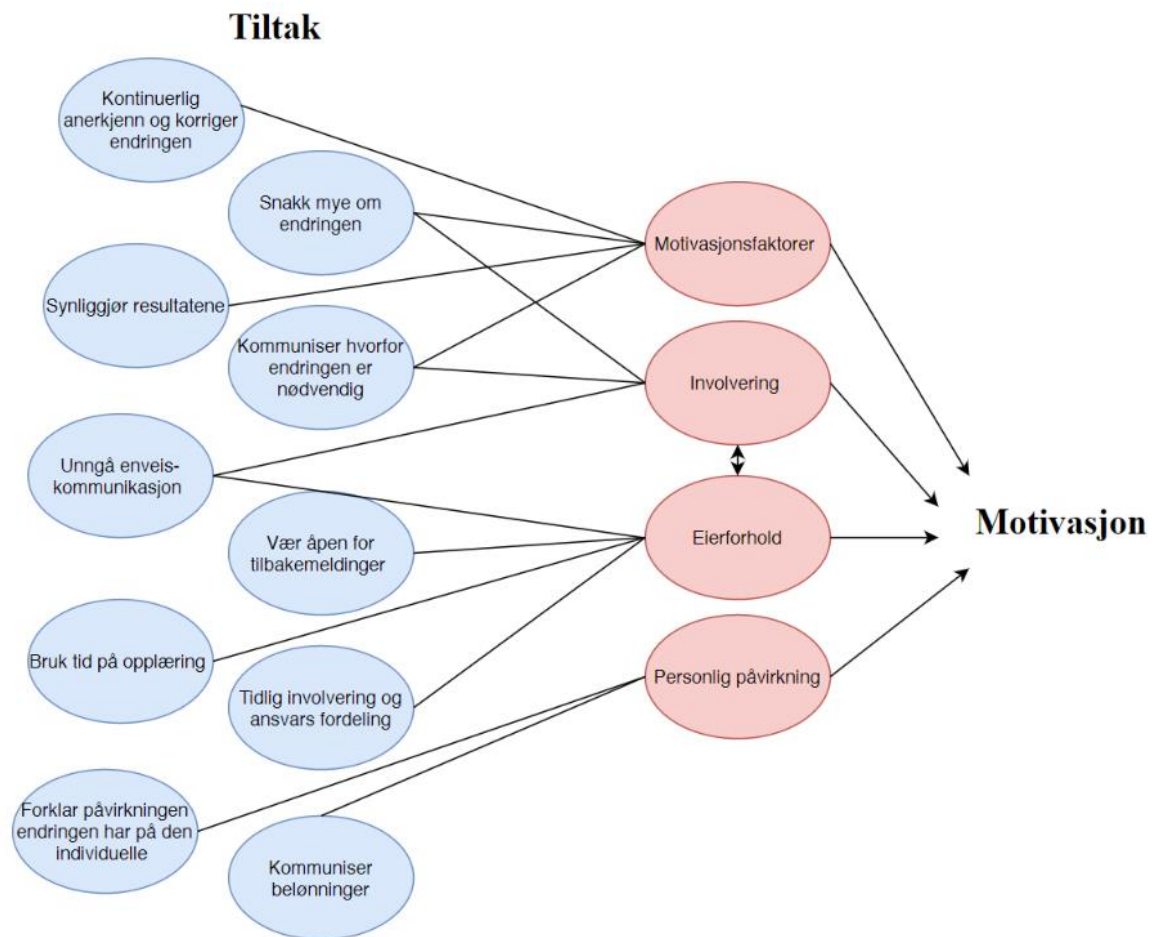 Tiltak
Kontinuerlig
anerkjenn og korriger
endringen
Snakk mye om
endringen
Synliggjør resultatene
Kommuniser hvorfor
endringen er
nødvendig
Unngå enveis-
kommunikasjon
Vær åpen for
tilbakemeldinger
Bruk tid på opplæring
Tidlig involvering og
ansvars fordeling
Forklar påvirkningen
endringen har på den
individuelle
Kommuniser
belønninger
Motivasjonsfaktorer
Involvering
Eierforhold
Personlig påvirkning
Motivasjon